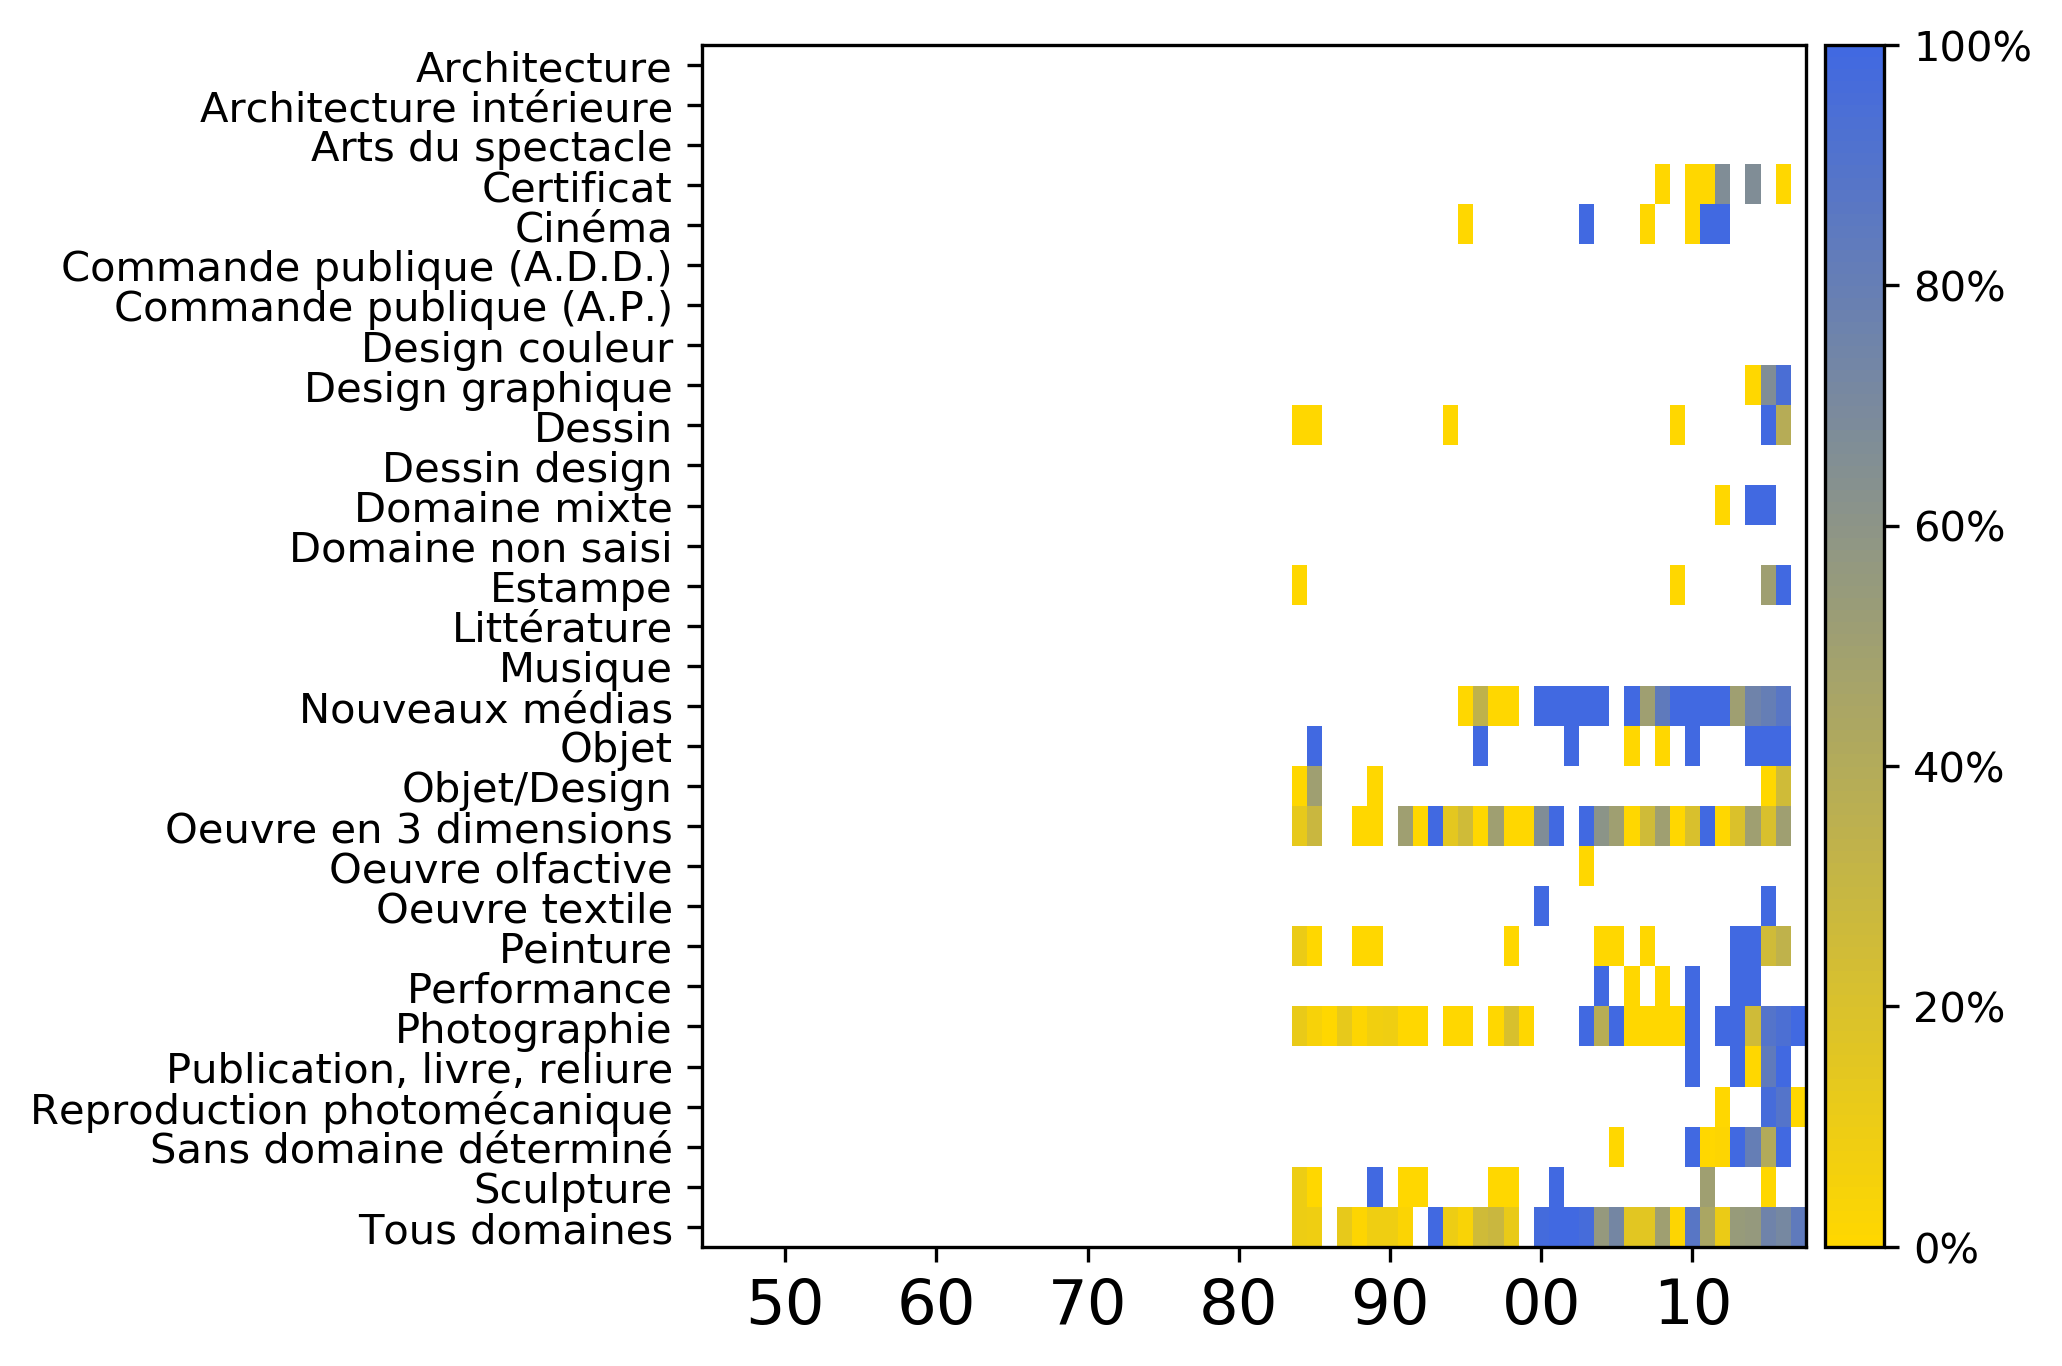 Architecture
Architecture intérieure
Arts du spectacle
Certificat
Cinéma
Commande publique (A.D.D.)
Commande publique (A.P.)
Design couleur
Design graphique
Dessin
Dessin design
Domaine mixte
Domaine non saisi
Estampe
Littérature
Musique
Nouveaux médias
Objet
Objet/Design
Oeuvre en 3 dimensions
Oeuvre olfactive
Oeuvre textile
Peinture
Performance
Photographie
Publication, livre, reliure
Reproduction photomécanique
Sans domaine déterminé
Sculpture
Tous domaines
50 60 70 80 90 00 10
100%
80%
60%
40%
20%
0%